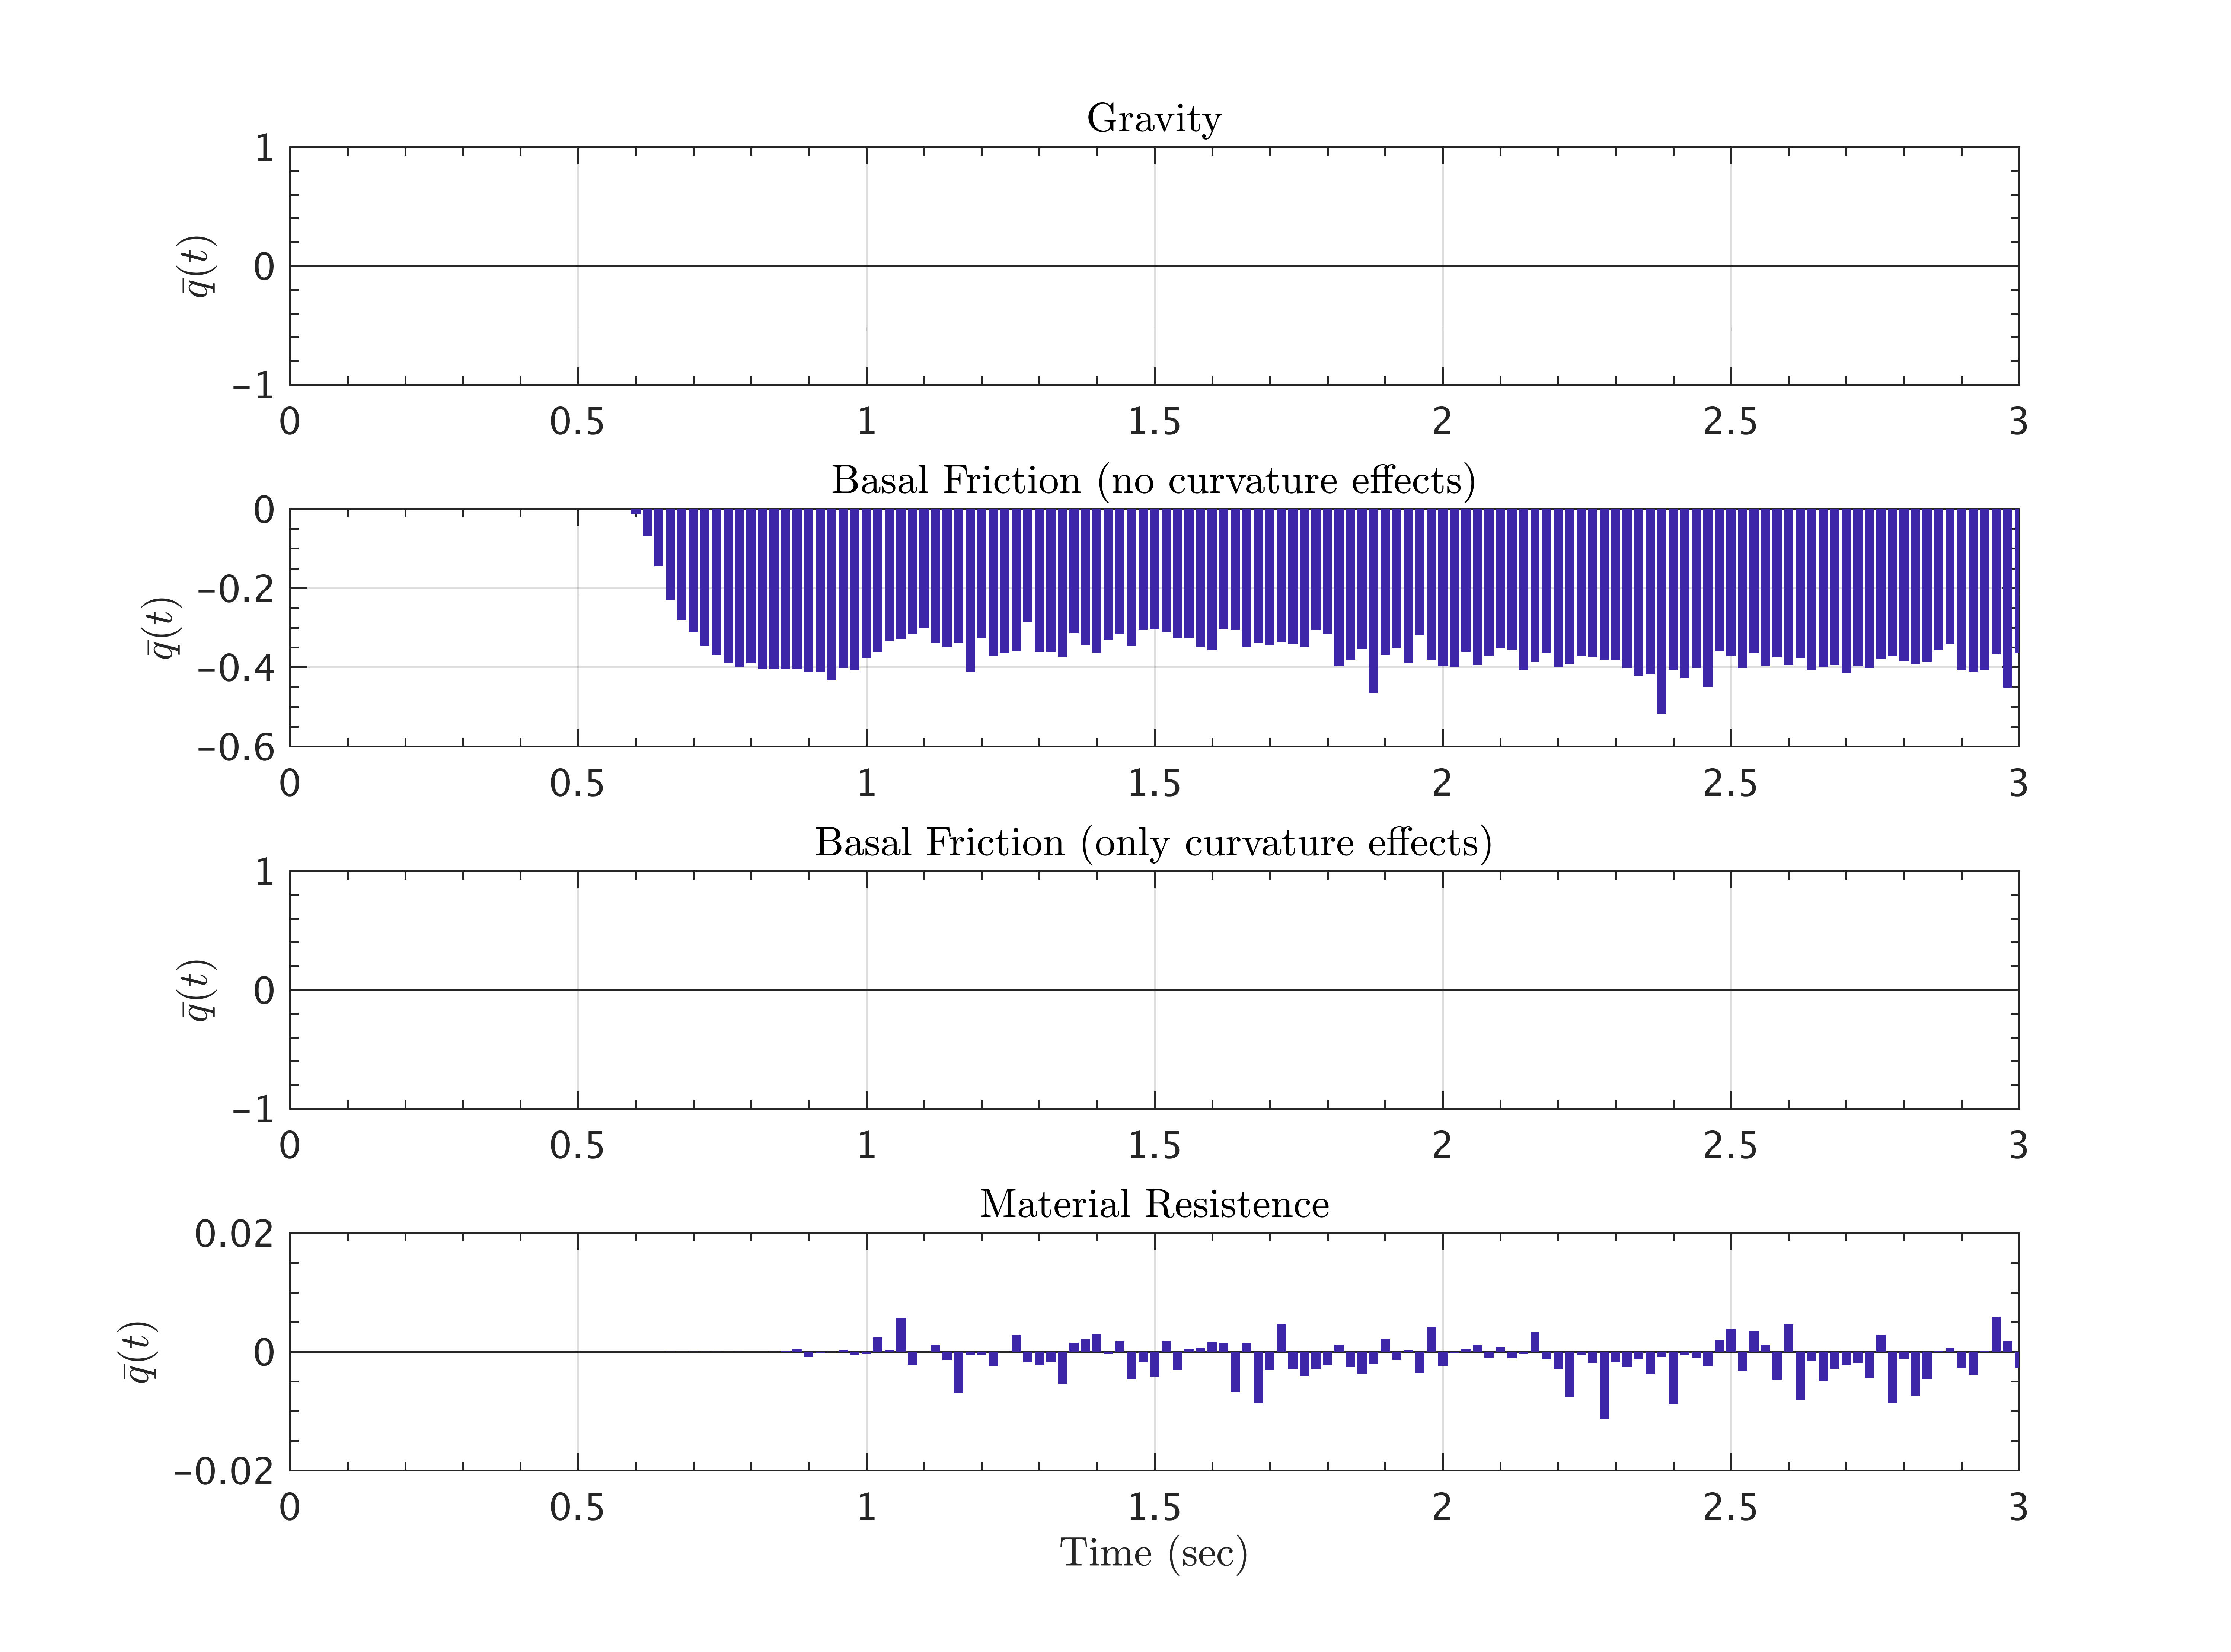 Gravity
1
0
−1
q̄(t)
0 0.5 1 1.5 2 2.5 3
Basal Friction (no curvature effects)
0
−0.2
−0.4
−0.6
q̄(t)
0 0.5 1 1.5 2 2.5 3
Basal Friction (only curvature effects)
1
0
−1
q̄(t)
0 0.5 1 1.5 2 2.5 3
Material Resistence
0.02
0
−0.02
q̄(t)
0 0.5 1 1.5 2 2.5 3
Time (sec)